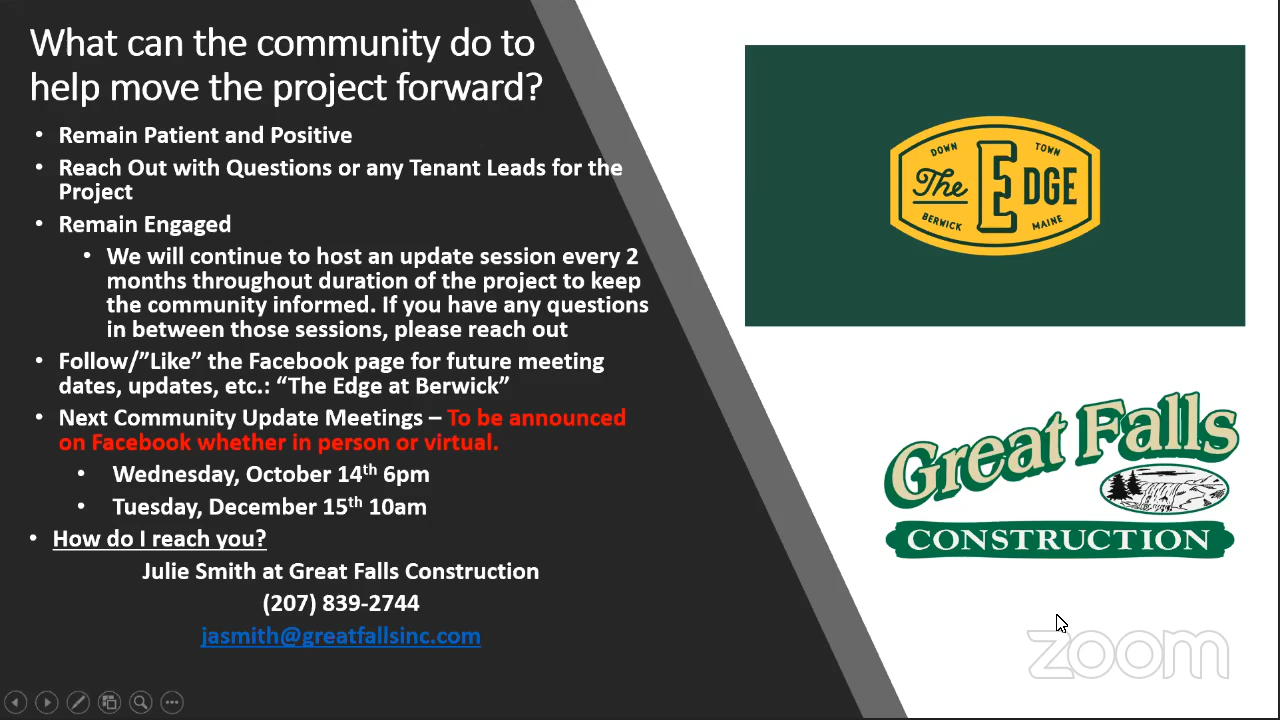 What can the community do to
help move the project forward?
• Remain Patient and Positive
• Reach Out with Questions or any Tenant Leads for the
Project
• Remain Engaged
• We will continue to host an update session every 2
months throughout duration of the project to keep
the community informed. If you have any questions
in between those sessions, please reach out
• Follow/”Like” the Facebook page for future meeting
dates, updates, etc.: “The Edge at Berwick”
• Next Community Update Meetings – To be announced
on Facebook whether in person or virtual.
• Wednesday, October 14th 6pm
• Tuesday, December 15th 10am
• How do I reach you?
Julie Smith at Great Falls Construction
(207) 839-2744
jasmith@greatfallsinc.com
DOWN TOWN
The EDGE
BERWICK MAINE
Great Falls
CONSTRUCTION
zoom